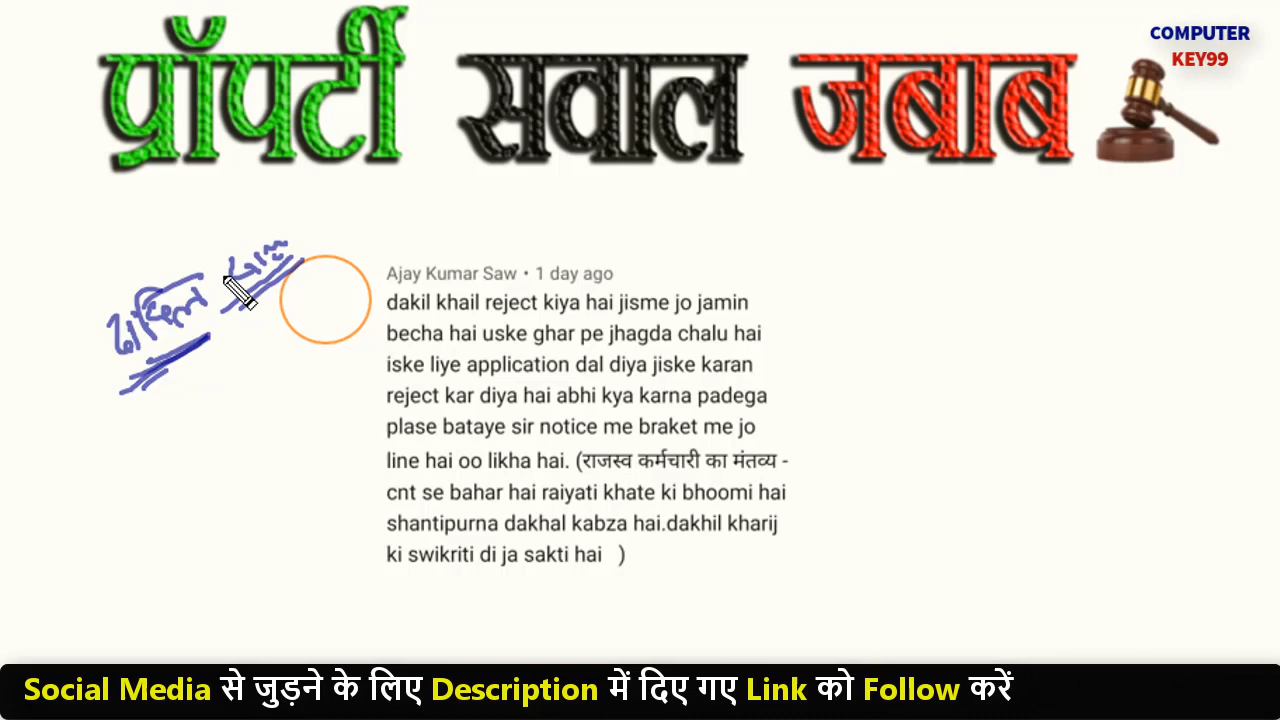 प्रॉपर्टी सवाल जबाब
COMPUTER
KEY99
दाखिल
Ajay Kumar Saw • 1 day ago
dakil khail reject kiya hai jisme jo jamin
becha hai uske ghar pe jhagda chalu hai
iske liye application dal diya jiske karan
reject kar diya hai abhi kya karna padega
plase bataye sir notice me braket me jo
line hai oo likha hai. (राजस्व कर्मचारी का मंतव्य -
cnt se bahar hai raiyati khate ki bhoomi hai
shantipurna dakhal kabza hai.dakhil kharij
ki swikriti di ja sakti hai )
Social Media से जुड़ने के लिए Description में दिए गए Link को Follow करें